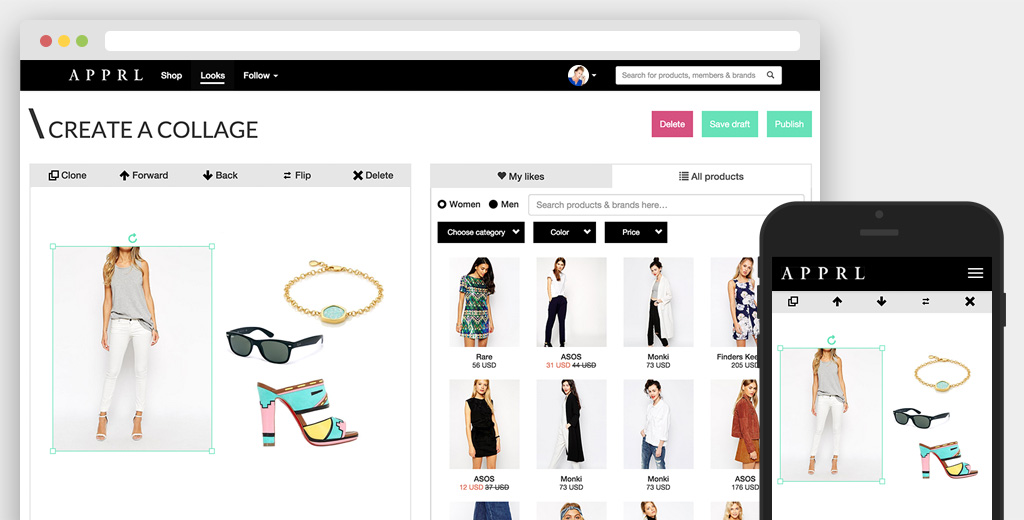 APPRL Shop Looks Follow Search for products, members & brands
\CREATE A COLLAGE Delete Save draft Publish
Clone Forward Back Flip Delete
My likes All products
Women Men Search products & brands here...
Choose category Color Price
Rare ASOS Monki Finders Kee
56 USD 31 USD 44 USD 73 USD 205 USD
ASOS Monki Monki ASOS
12 USD 37 USD 73 USD 73 USD 176 USD
APPRL